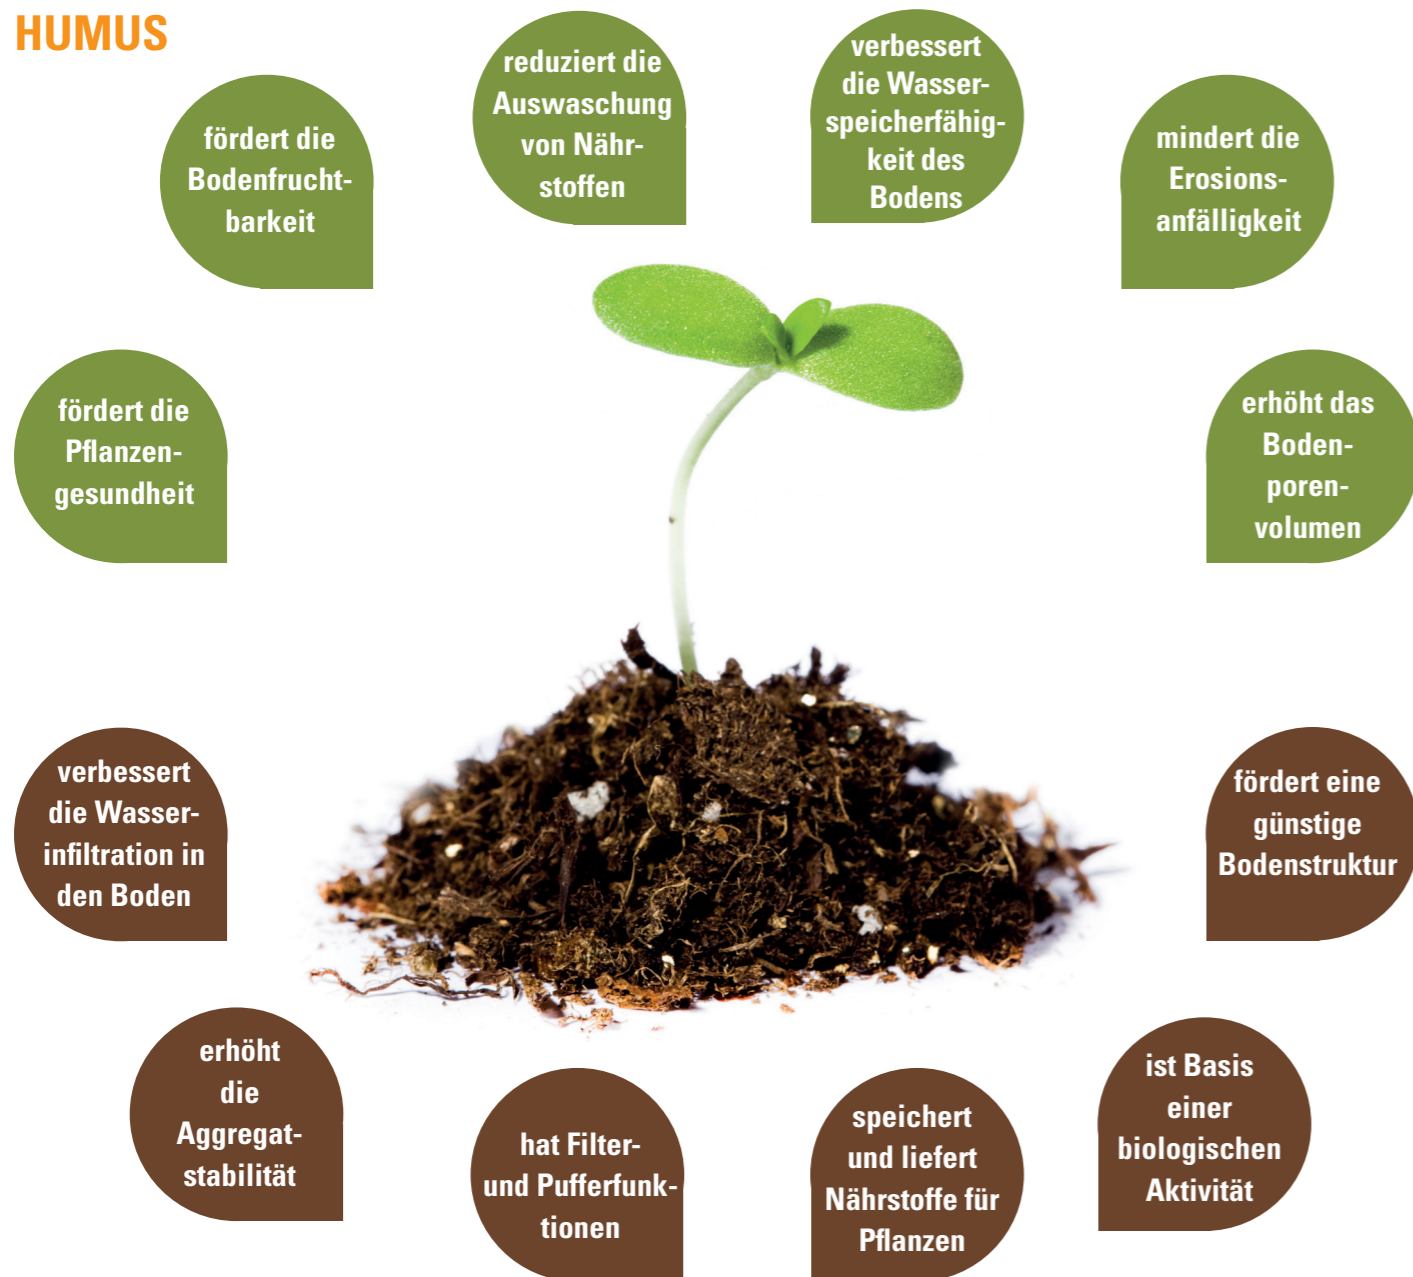 HUMUS
fördert die
Bodenfrucht-
barkeit
reduziert die
Auswaschung
von Nähr-
stoffen
verbessert
die Wasser-
speicherfähig-
keit des
Bodens
mindert die
Erosions-
anfälligkeit
fördert die
Pflanzen-
gesundheit
erhöht das
Boden-
poren-
volumen
verbessert
die Wasser-
infiltration in
den Boden
fördert eine
günstige
Bodenstruktur
erhöht
die
Aggregat-
stabilität
hat Filter-
und Pufferfunk-
tionen
speichert
und liefert
Nährstoffe für
Pflanzen
ist Basis
einer
biologischen
Aktivität